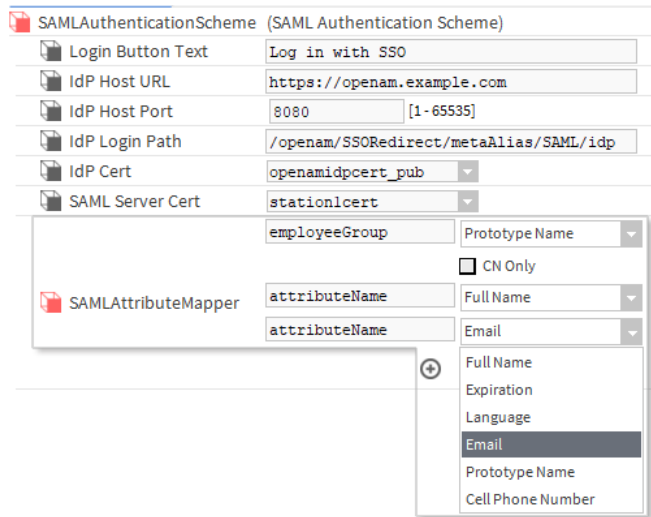 SAMLAuthenticationScheme (SAML Authentication Scheme)
Login Button Text Log in with SSO
IdP Host URL https://openam.example.com
IdP Host Port 8080 [1-65535]
IdP Login Path /openam/SSORedirect/metaAlias/SAML/idp
IdP Cert openamidpcert_pub
SAML Server Cert station1cert
employeeGroup Prototype Name
CN Only
SAMLAttributeMapper attributeName Full Name
attributeName Email
Full Name
Expiration
Language
Email
Prototype Name
Cell Phone Number